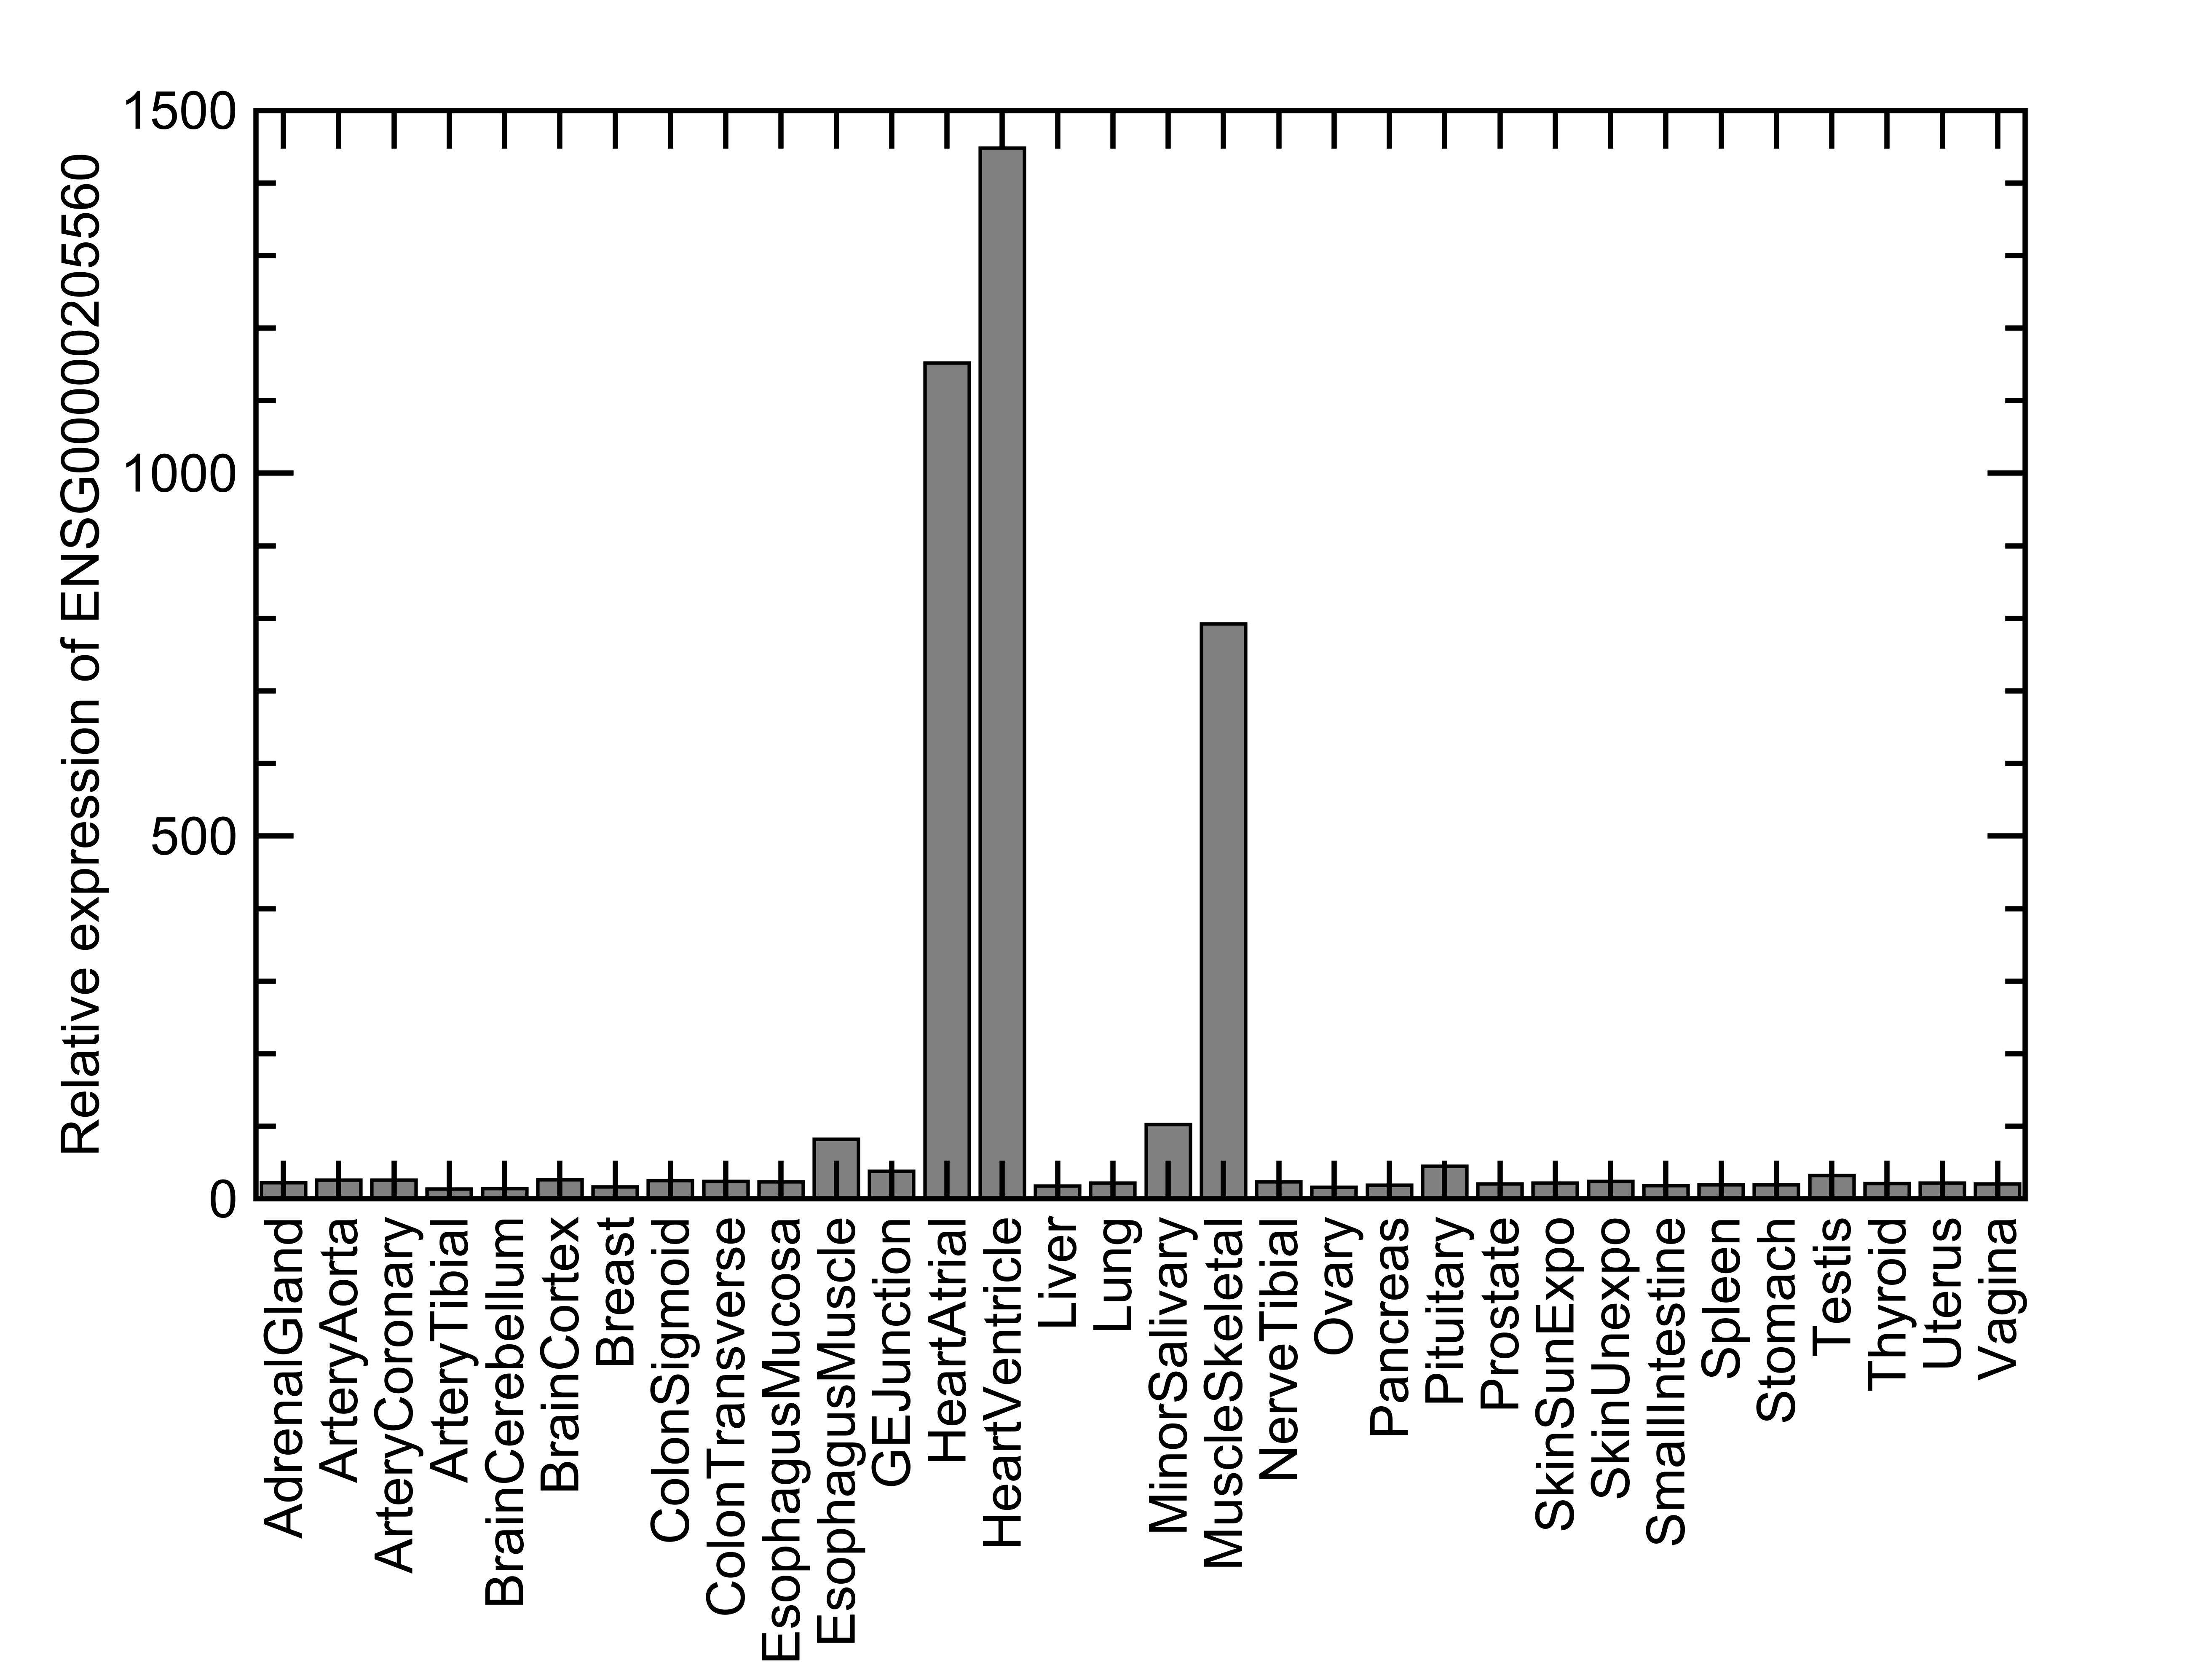 Relative expression of ENSG00000205560
1500
1000
500
0
AdrenalGland
ArteryAorta
ArteryCoronary
ArteryTibial
BrainCerebellum
BrainCortex
Breast
ColonSigmoid
ColonTransverse
EsophagusMucosa
EsophagusMuscle
GEJunction
HeartAtrial
HeartVentricle
Liver
Lung
MinorSalivary
MuscleSkeletal
NerveTibial
Ovary
Pancreas
Pituitary
Prostate
SkinSunExpo
SkinUnexpo
SmallIntestine
Spleen
Stomach
Testis
Thyroid
Uterus
Vagina